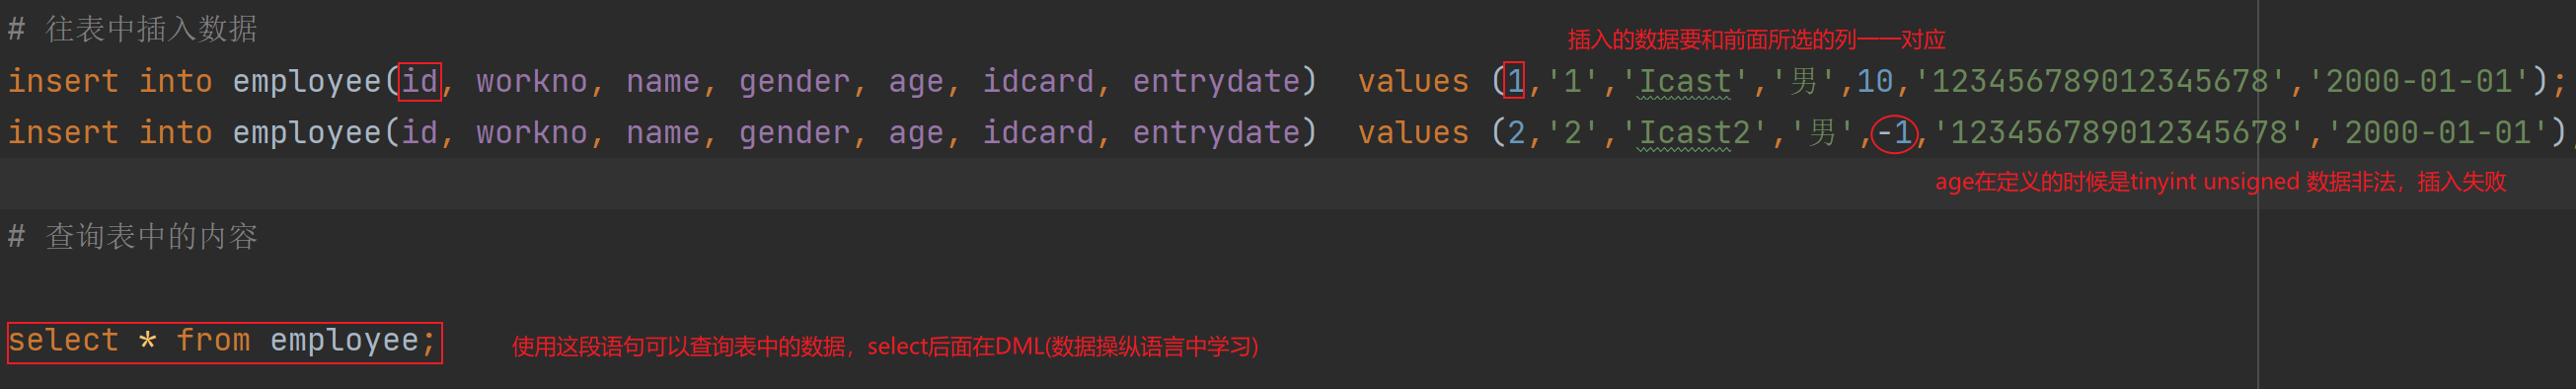 # 往表中插入数据
插入的数据要和前面所选的列一一对应
insert into employee(id, workno, name, gender, age, idcard, entrydate)  values (1,'1','Icast','男',10,'123456789012345678','2000-01-01');
insert into employee(id, workno, name, gender, age, idcard, entrydate)  values (2,'2','Icast2','男',-1,'123456789012345678','2000-01-01');
age在定义的时候是tinyint unsigned 数据非法，插入失败
# 查询表中的内容
select * from employee;
使用这段语句可以查询表中的数据，select后面在DML(数据操纵语言中学习)